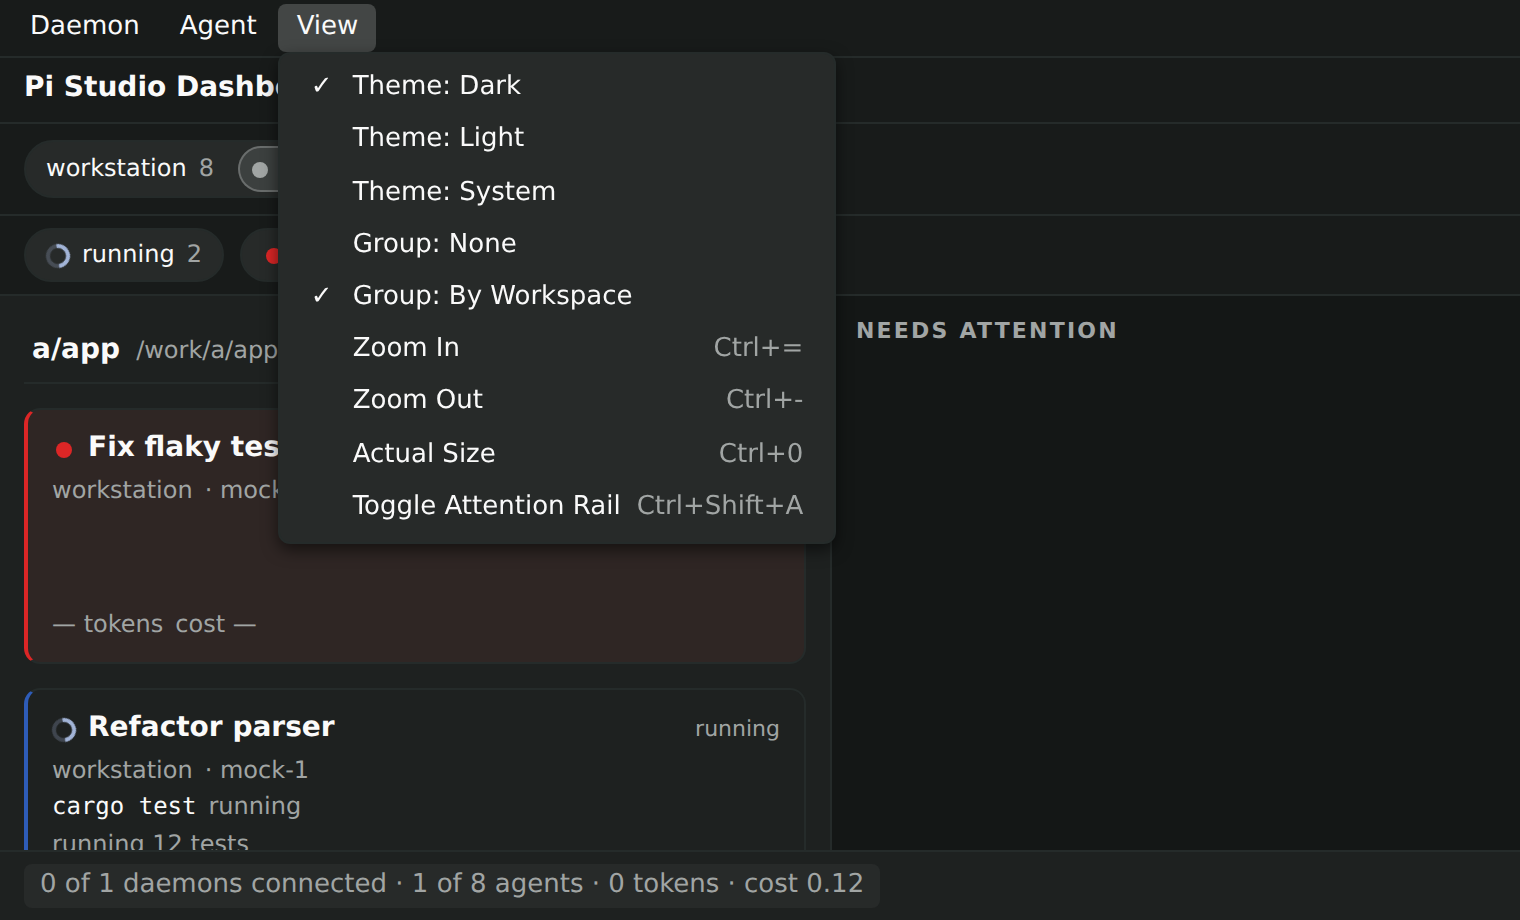 Daemon Agent View
Pi Studio Dashb
✓ Theme: Dark
Theme: Light
Theme: System
Group: None
✓ Group: By Workspace
Zoom In Ctrl+=
Zoom Out Ctrl+-
Actual Size Ctrl+0
Toggle Attention Rail Ctrl+Shift+A
workstation 8
running 2
a/app /work/a/app
NEEDS ATTENTION
Fix flaky tes
workstation · mock
— tokens cost —
Refactor parser running
workstation · mock-1
cargo test running
running 12 tests
0 of 1 daemons connected · 1 of 8 agents · 0 tokens · cost 0.12